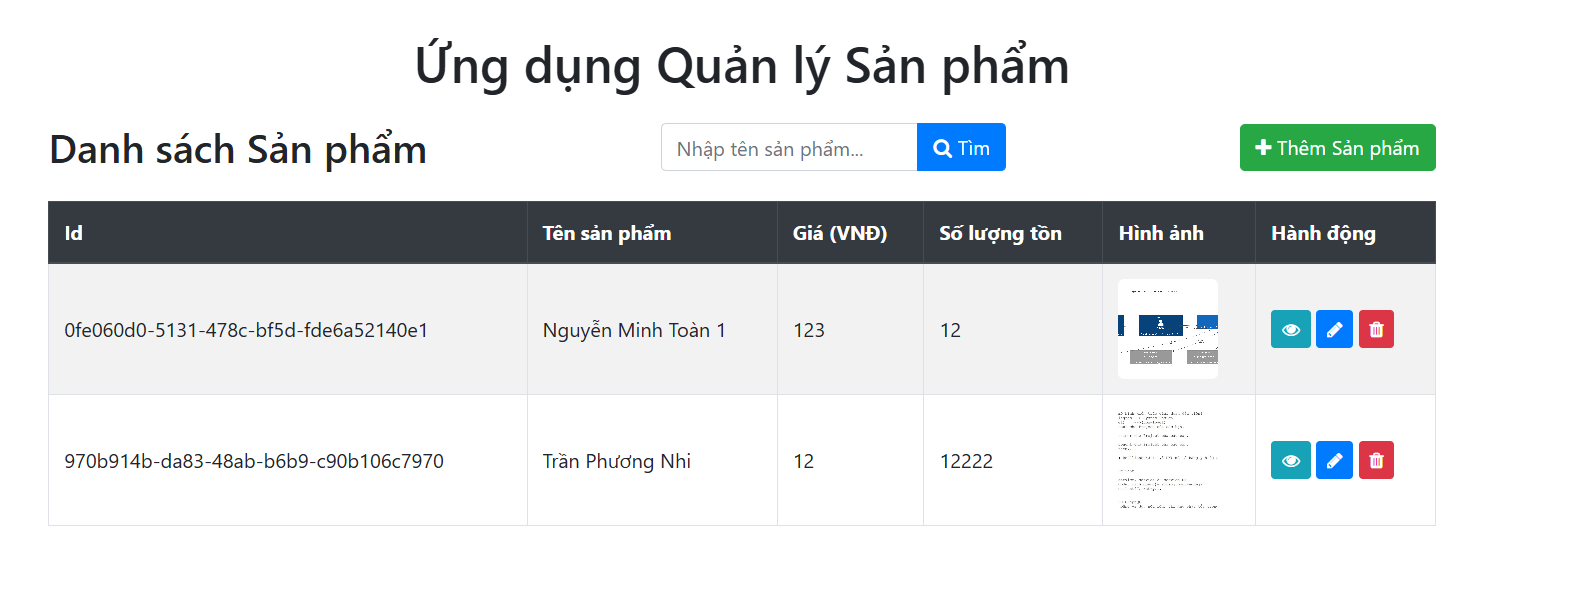 Ứng dụng Quản lý Sản phẩm
Danh sách Sản phẩm
Nhập tên sản phẩm...
Tìm
Thêm Sản phẩm
Id Tên sản phẩm Giá (VNĐ) Số lượng tồn Hình ảnh Hành động
0fe060d0-5131-478c-bf5d-fde6a52140e1 Nguyễn Minh Toàn 1 123 12
970b914b-da83-48ab-b6b9-c90b106c7970 Trần Phương Nhi 12 12222